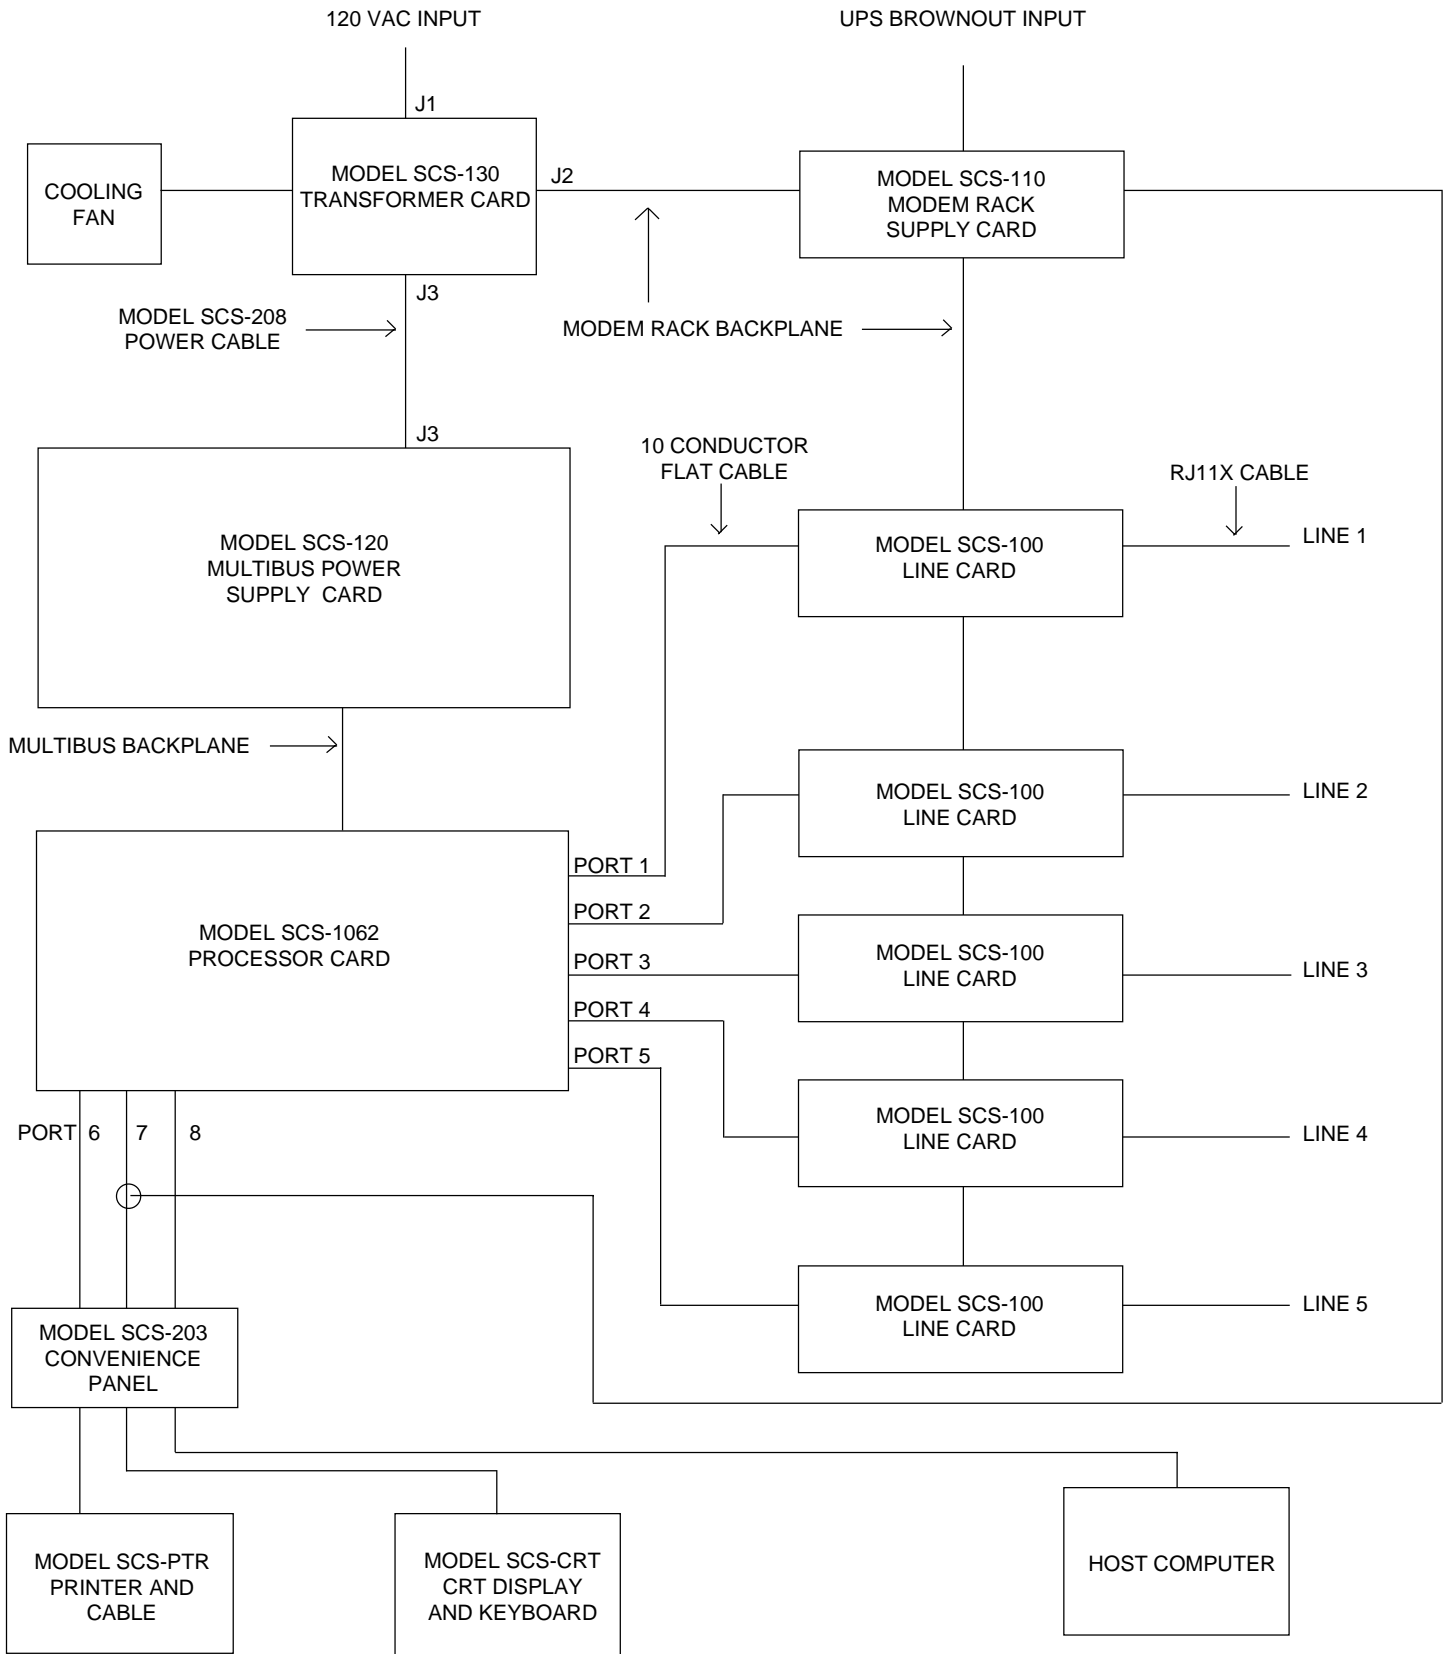 120 VAC INPUT
UPS BROWNOUT INPUT
J1
COOLING
FAN
MODEL SCS-130
TRANSFORMER CARD
J2
MODEL SCS-110
MODEM RACK
SUPPLY CARD
J3
MODEL SCS-208
POWER CABLE
MODEM RACK BACKPLANE
J3
10 CONDUCTOR
FLAT CABLE
RJ11X CABLE
MODEL SCS-120
MULTIBUS POWER
SUPPLY CARD
MODEL SCS-100
LINE CARD
LINE 1
MULTIBUS BACKPLANE
MODEL SCS-100
LINE CARD
LINE 2
MODEL SCS-1062
PROCESSOR CARD
PORT 1
PORT 2
PORT 3
PORT 4
PORT 5
MODEL SCS-100
LINE CARD
LINE 3
MODEL SCS-100
LINE CARD
LINE 4
PORT 6 7 8
MODEL SCS-100
LINE CARD
LINE 5
MODEL SCS-203
CONVENIENCE
PANEL
MODEL SCS-PTR
PRINTER AND
CABLE
MODEL SCS-CRT
CRT DISPLAY
AND KEYBOARD
HOST COMPUTER